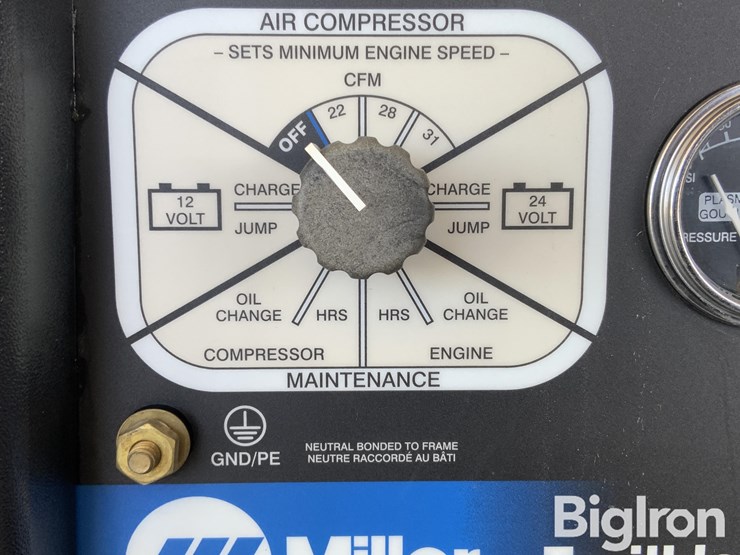 AIR COMPRESSOR
– SETS MINIMUM ENGINE SPEED –
CFM
OFF 22 28 31
12 VOLT
CHARGE
JUMP
CHARGE
JUMP
24 VOLT
OIL CHANGE
HRS
HRS
OIL CHANGE
COMPRESSOR
ENGINE
MAINTENANCE
GND/PE
NEUTRAL BONDED TO FRAME
NEUTRE RACCORDÉ AU BÂTI
Miller
BigIron